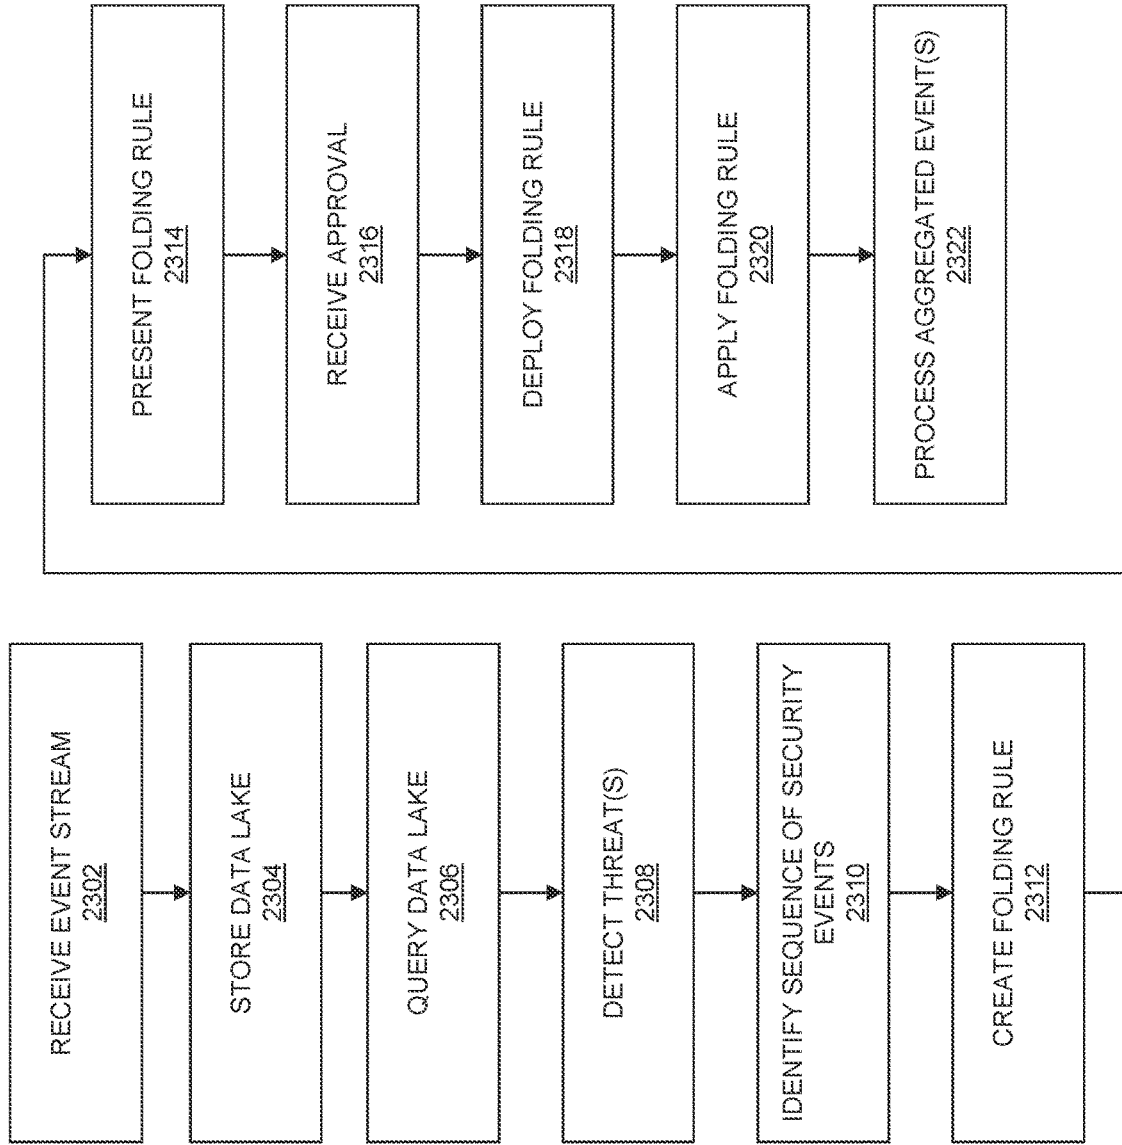 RECEIVE EVENT STREAM
2302
STORE DATA LAKE
2304
QUERY DATA LAKE
2306
DETECT THREAT(S)
2308
IDENTIFY SEQUENCE OF SECURITY
EVENTS
2310
CREATE FOLDING RULE
2312
PRESENT FOLDING RULE
2314
RECEIVE APPROVAL
2316
DEPLOY FOLDING RULE
2318
APPLY FOLDING RULE
2320
PROCESS AGGREGATED EVENT(S)
2322